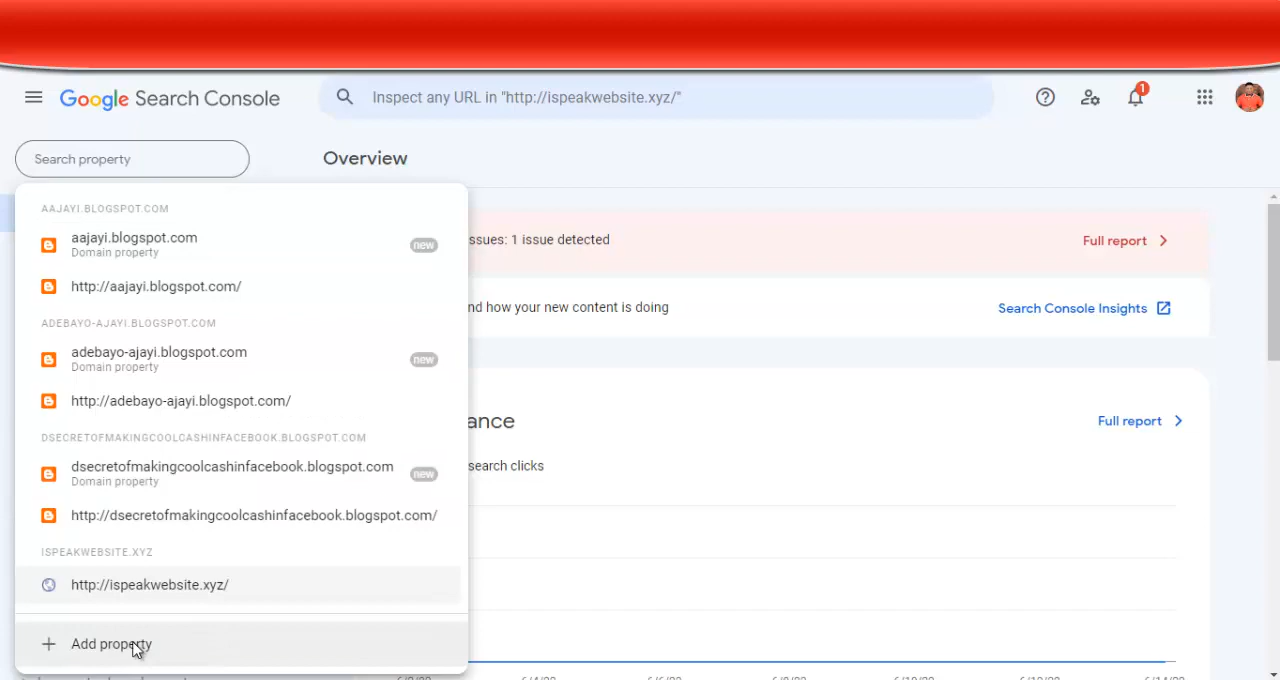 Google Search Console
Inspect any URL in "http://ispeakwebsite.xyz/"
1
Search property
Overview
AAJAYI.BLOGSPOT.COM
aajayi.blogspot.com
Domain property
new
http://aajayi.blogspot.com/
ADEBAYO-AJAYI.BLOGSPOT.COM
adebayo-ajayi.blogspot.com
Domain property
new
http://adebayo-ajayi.blogspot.com/
DSECRETOFMAKINGCOOLCASHINFACEBOOK.BLOGSPOT.COM
dsecretofmakingcoolcashinfacebook.blogspot.com
Domain property
new
http://dsecretofmakingcoolcashinfacebook.blogspot.com/
ISPEAKWEBSITE.XYZ
http://ispeakwebsite.xyz/
Add property
ssues: 1 issue detected
Full report
nd how your new content is doing
Search Console Insights
ance
Full report
search clicks